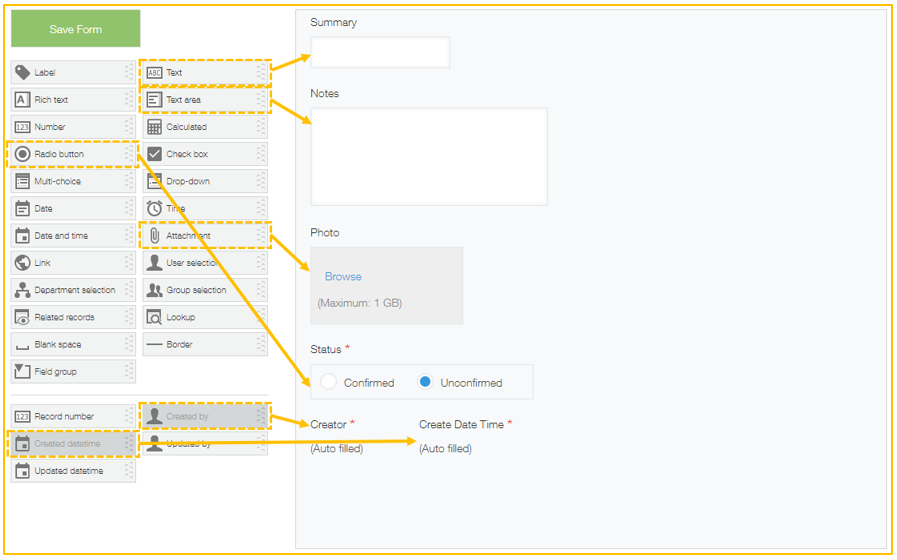 Save Form
Label
Text
Rich text
Text area
Number
Calculated
Radio button
Check box
Multi-choice
Drop-down
Date
Time
Date and time
Attachment
Link
User selection
Department selection
Group selection
Related records
Lookup
Blank space
Border
Field group
Record number
Created by
Created datetime
Updated by
Updated datetime
Summary
Notes
Photo
Browse
(Maximum: 1 GB)
Status *
Confirmed
Unconfirmed
Creator *
Create Date Time *
(Auto filled)
(Auto filled)